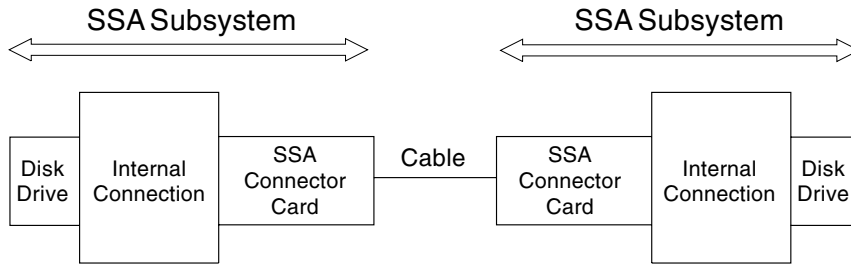 SSA Subsystem
SSA Subsystem
Disk
Drive
Internal
Connection
SSA
Connector
Card
Cable
SSA
Connector
Card
Internal
Connection
Disk
Drive